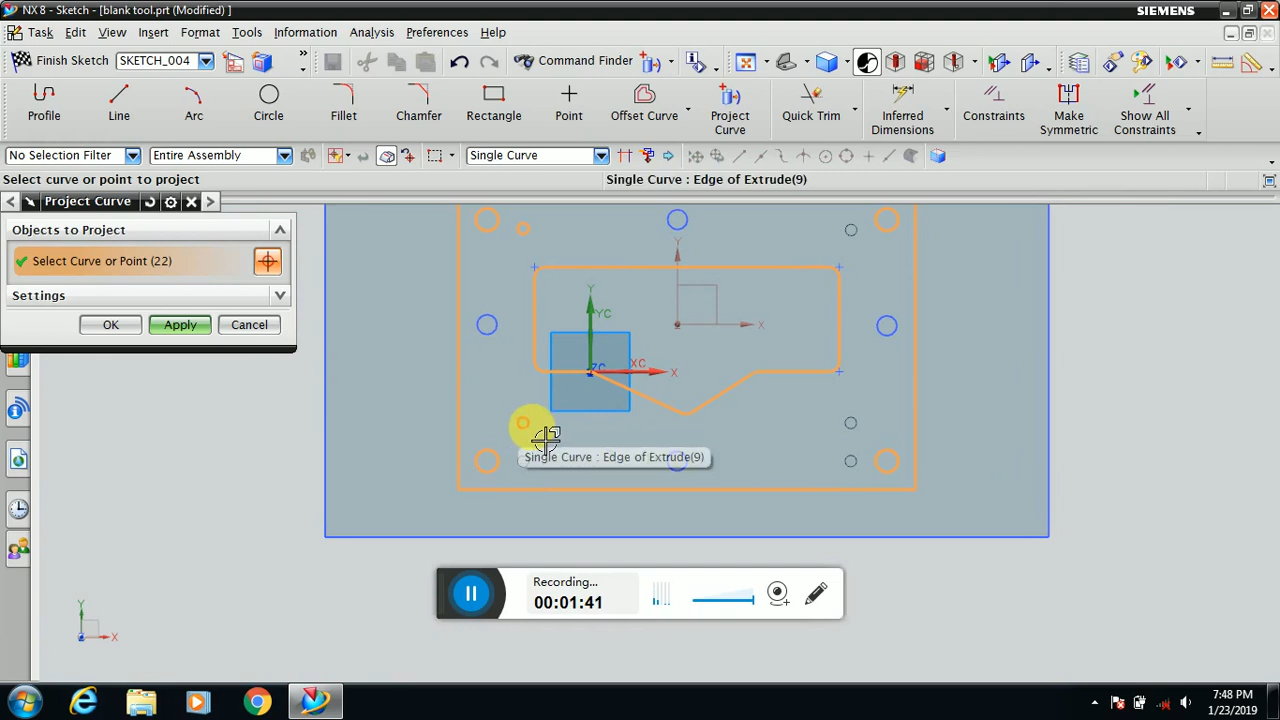 NX 8 - Sketch - [blank tool.prt (Modified) ]
SIEMENS
Task Edit View Insert Format Tools Information Analysis Preferences Help
Finish Sketch SKETCH_004 Command Finder
Profile Line Arc Circle Fillet Chamfer Rectangle Point Offset Curve Project Curve Quick Trim Inferred Dimensions Constraints Make Symmetric Show All Constraints
No Selection Filter Entire Assembly Single Curve
Select curve or point to project
Single Curve : Edge of Extrude(9)
Project Curve
Objects to Project
Select Curve or Point (22)
Settings
OK Apply Cancel
Y
X
Y
YC
ZC
XC
X
Single Curve : Edge of Extrude(9)
Recording...
00:01:41
Y
X
7:48 PM
1/23/2019